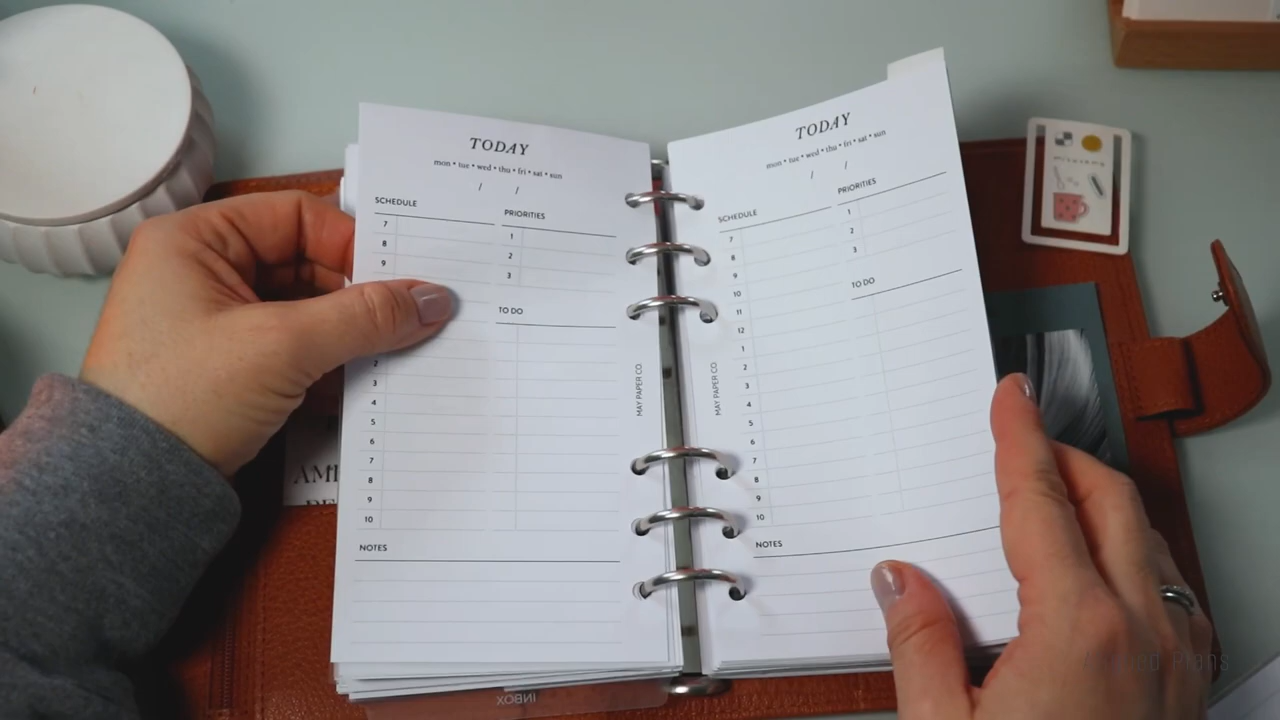 TODAY
mon • tue • wed • thu • fri • sat • sun
/ /
SCHEDULE
PRIORITIES
7
8
9
1
2
3
TO DO
2
3
4
5
6
7
8
9
10
NOTES
MAY PAPER CO.
TODAY
mon • tue • wed • thu • fri • sat • sun
/ /
SCHEDULE
PRIORITIES
7
8
9
10
11
12
1
2
3
4
5
6
7
8
9
10
1
2
3
TO DO
NOTES
MAY PAPER CO.
INBOX
Plans